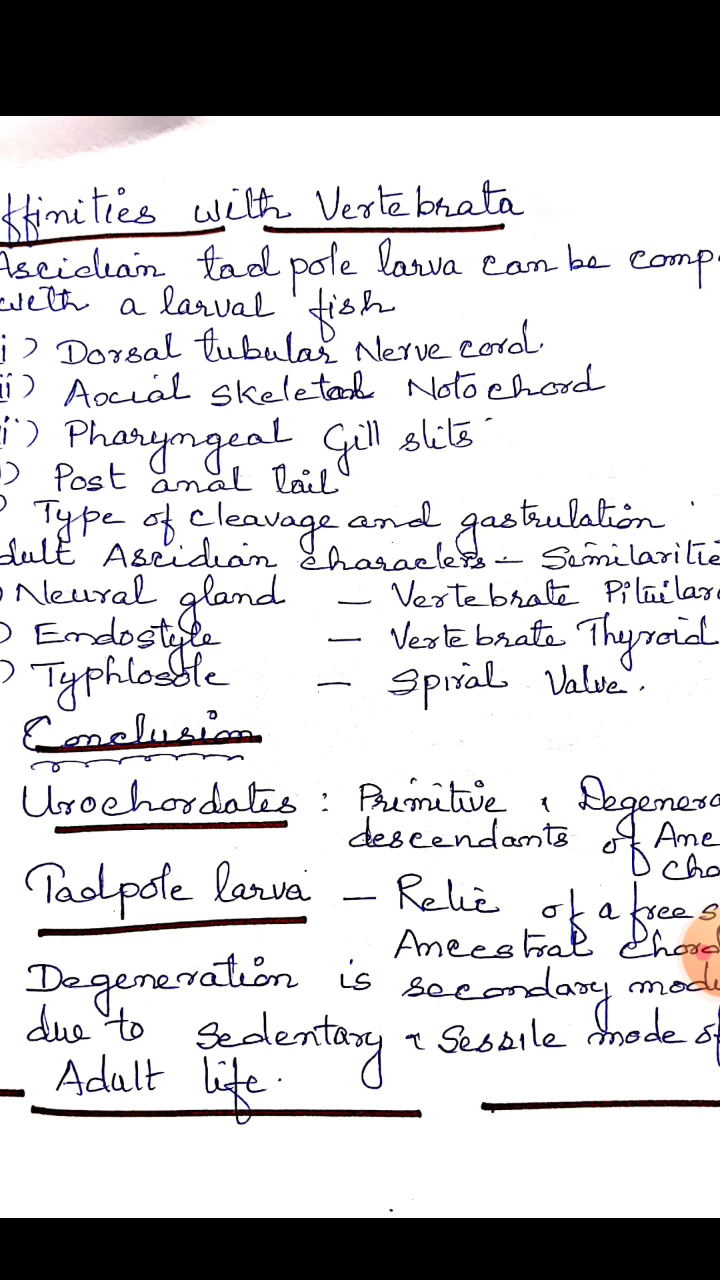 ffinities with Vertebrata
Ascidian tadpole larva can be comp
with a larval fish
i) Dorsal tubular Nerve cord.
ii) Aocial skeletal Notochord
i) Pharyngeal Gill slits
) Post anal tail
Type of cleavage and gastrulation
dult Ascidian characters - Similaritie
) Neural gland - Vertebrate Pituitar
) Endostyle - Vertebrate Thyroid
) Typhlosole - Spiral Valve.
Conclusion
Urochordates : Primitive & Degenera
descendants of Ance
cho
Tadpole larva - Relic of a free s
Ancestral chord
Degeneration is secondary modi
due to sedentary & sessile mode of
Adult life.